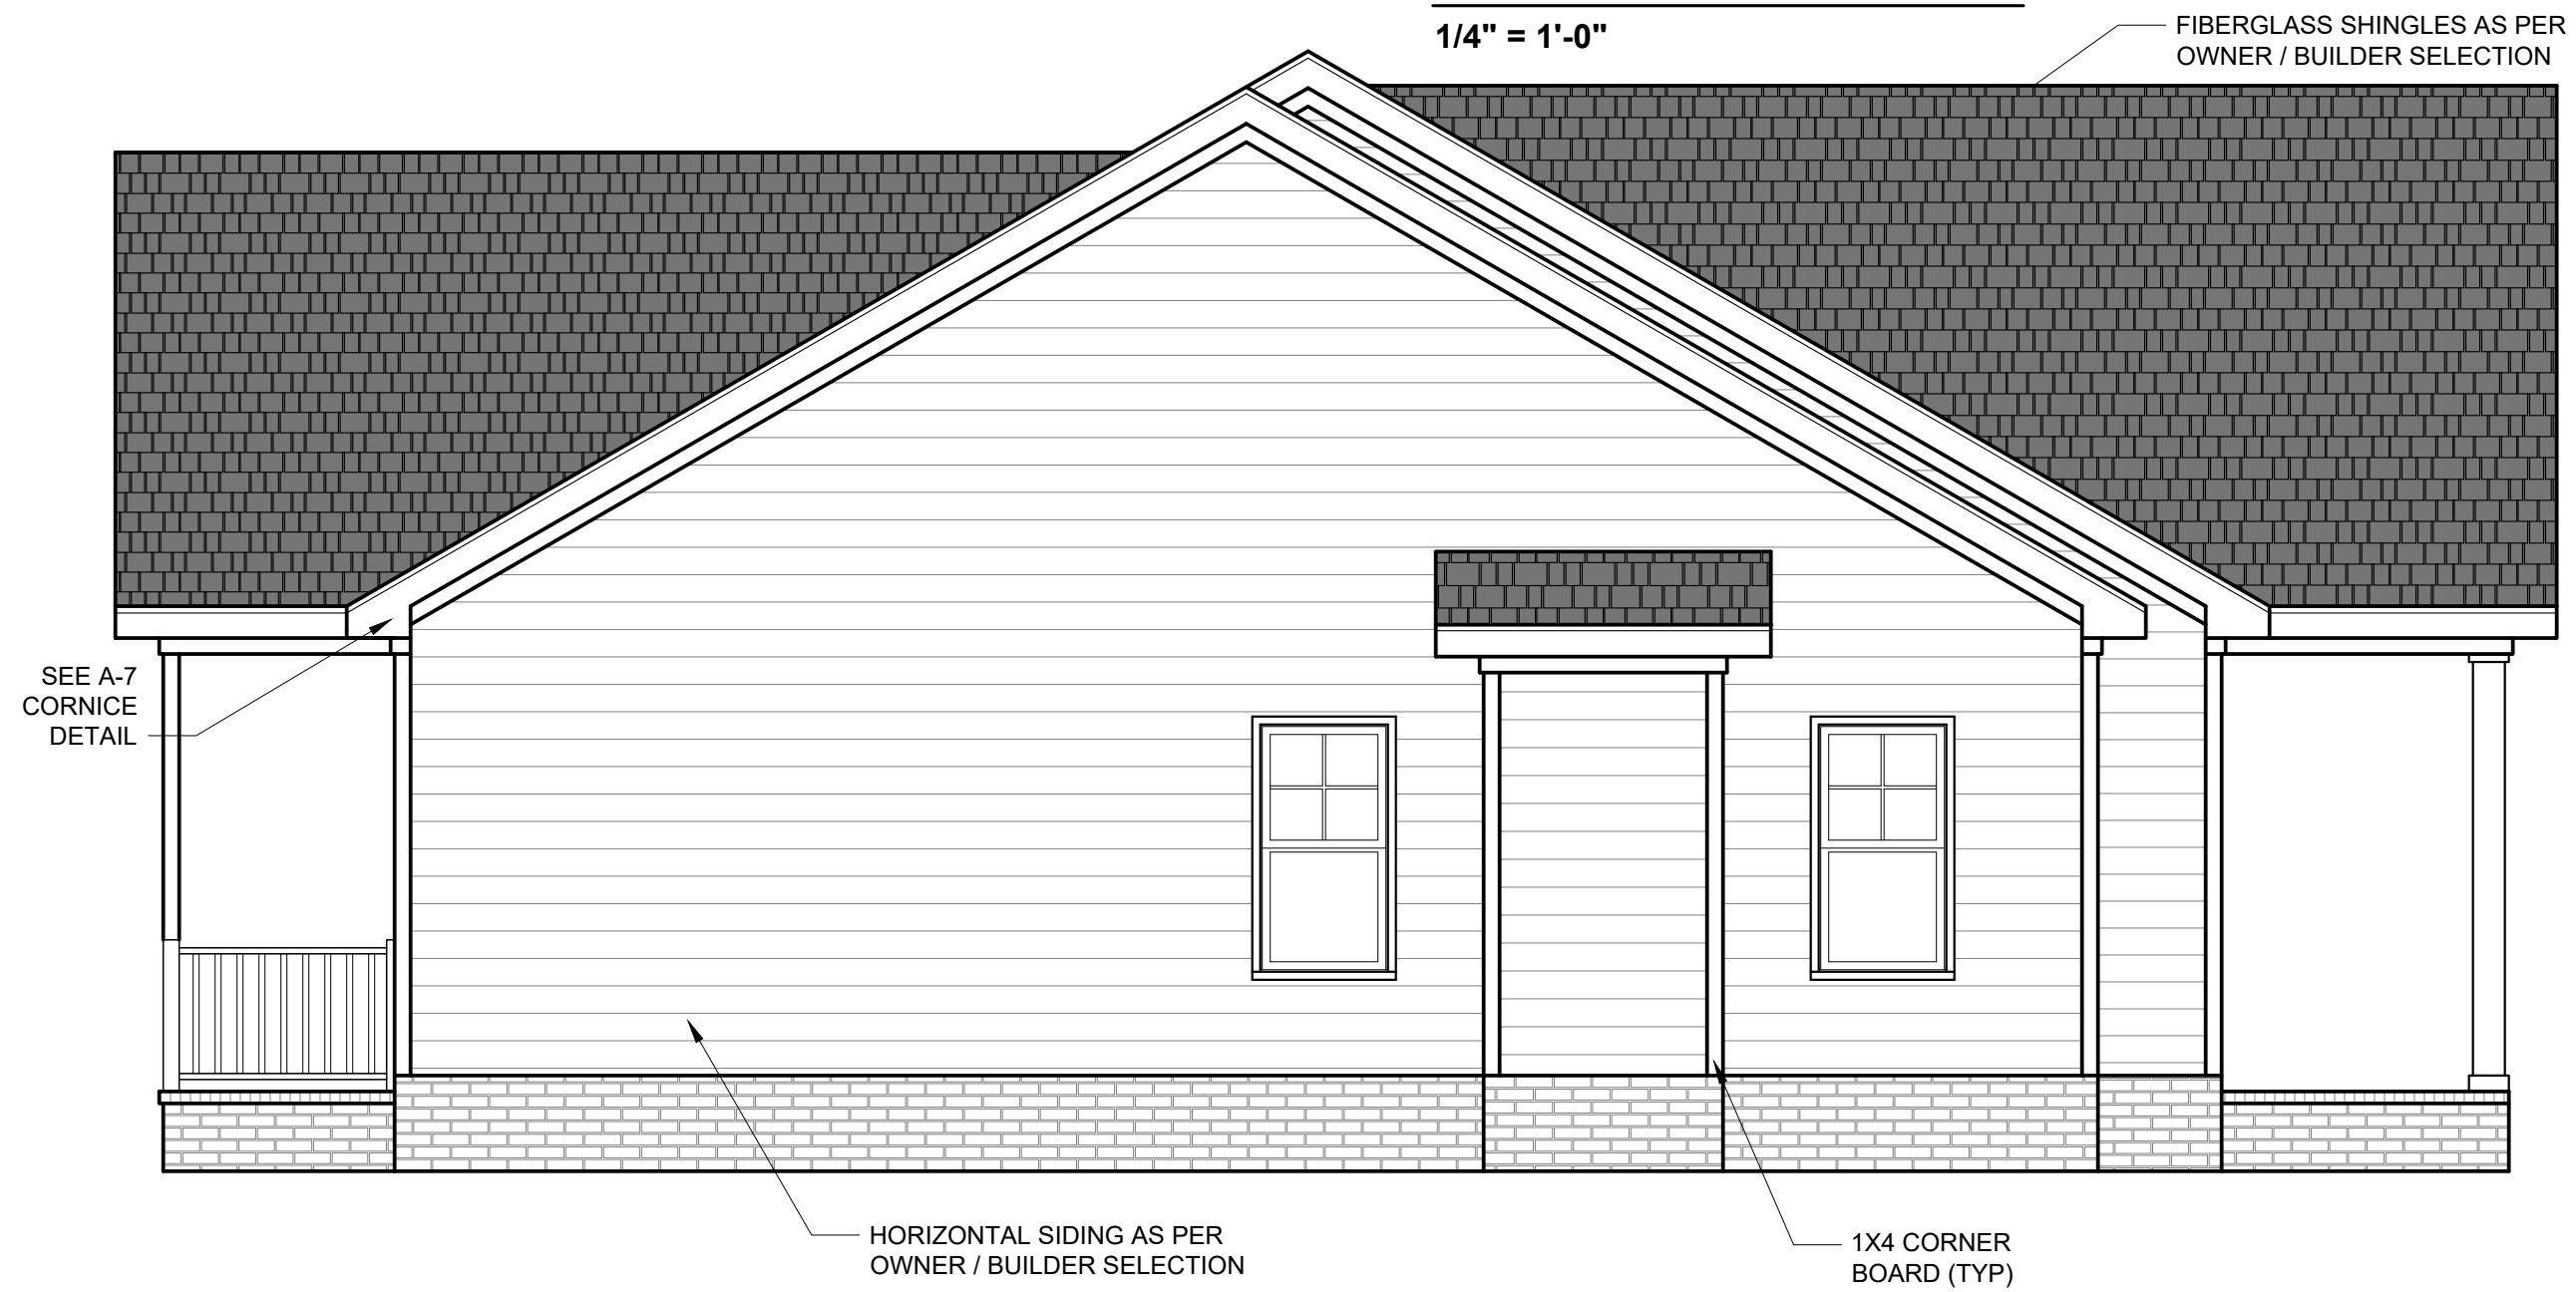 1/4" = 1'-0"
FIBERGLASS SHINGLES AS PER
OWNER / BUILDER SELECTION
SEE A-7
CORNICE
DETAIL
HORIZONTAL SIDING AS PER
OWNER / BUILDER SELECTION
1X4 CORNER
BOARD (TYP)